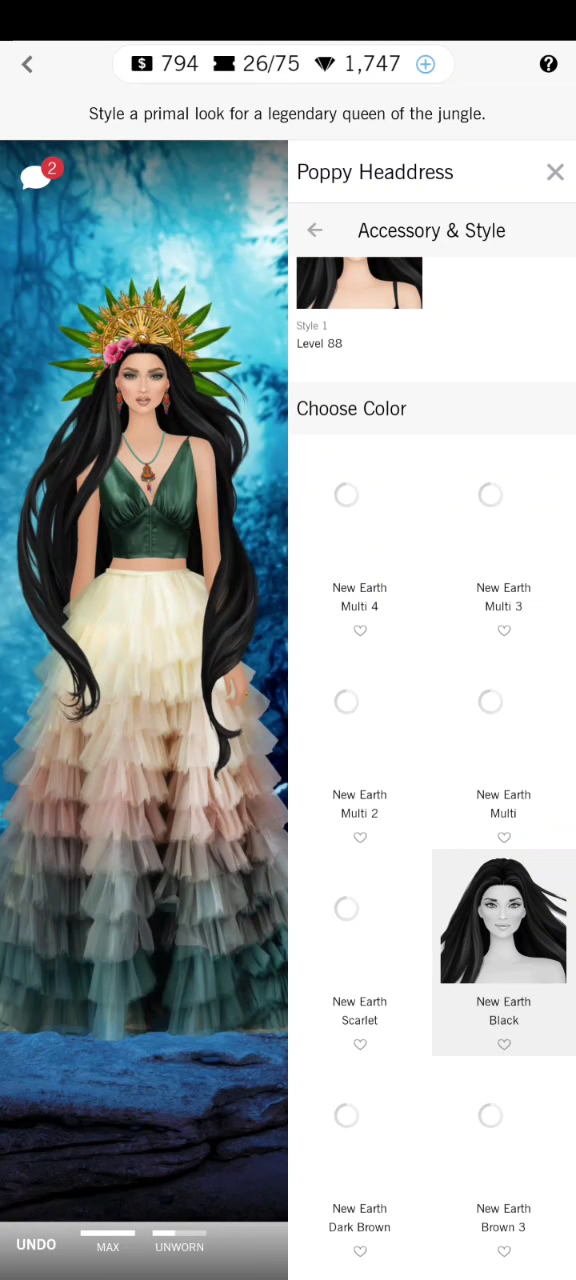 794 26/75 1,747
Style a primal look for a legendary queen of the jungle.
2
Poppy Headdress
Accessory & Style
Style 1
Level 88
Choose Color
New Earth
Multi 4
New Earth
Multi 3
New Earth
Multi 2
New Earth
Multi
New Earth
Scarlet
New Earth
Black
New Earth
Dark Brown
New Earth
Brown 3
UNDO
MAX
UNWORN